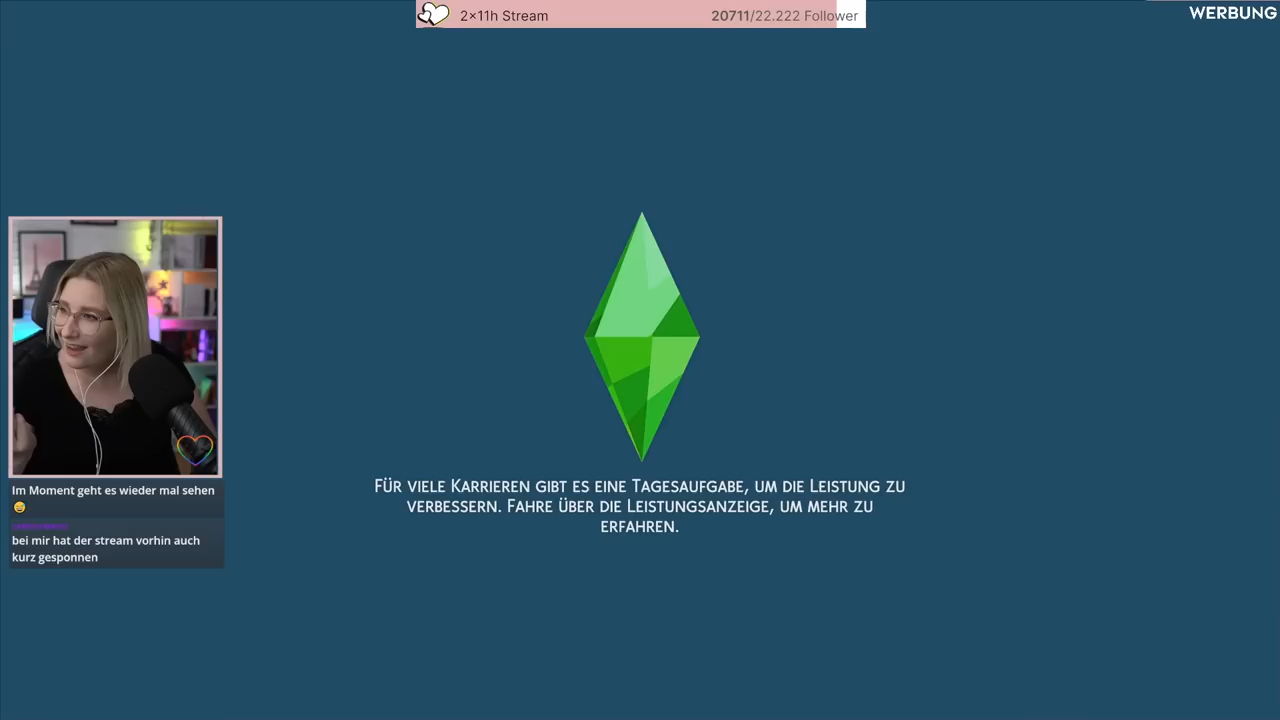 2×11h Stream
20711/22.222 Follower
WERBUNG
FÜR VIELE KARRIEREN GIBT ES EINE TAGESAUFGABE, UM DIE LEISTUNG ZU
VERBESSERN. FAHRE ÜBER DIE LEISTUNGSANZEIGE, UM MEHR ZU
ERFAHREN.
Im Moment geht es wieder mal sehen
😅
bei mir hat der stream vorhin auch
kurz gesponnen